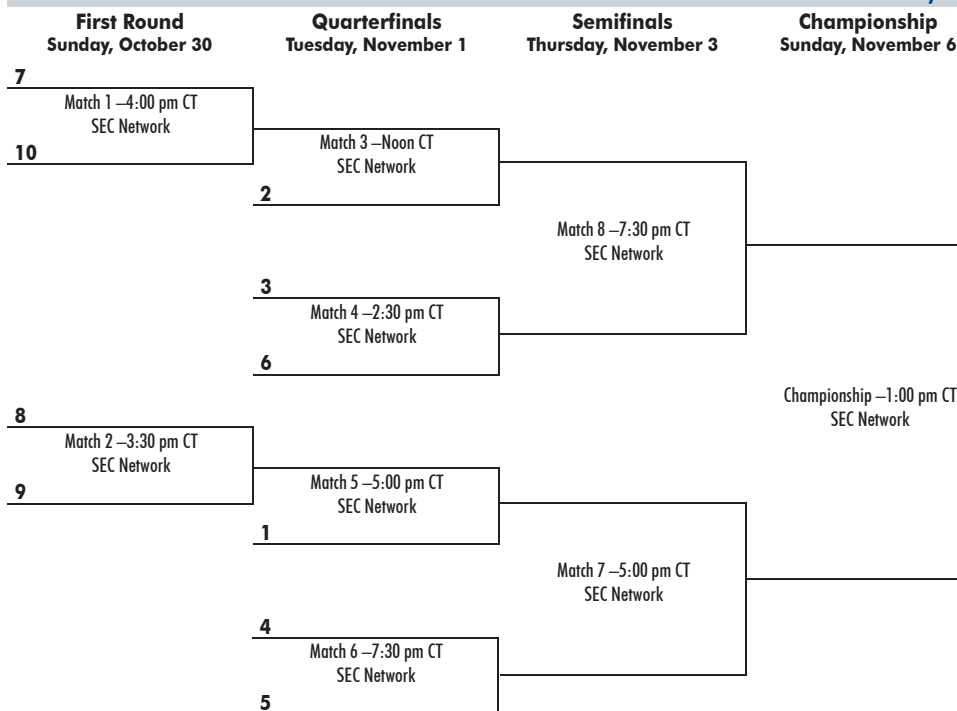 First Round
Sunday, October 30
Quarterfinals
Tuesday, November 1
Semifinals
Thursday, November 3
Championship
Sunday, November 6
7
Match 1 –4:00 pm CT
SEC Network
10
Match 3 –Noon CT
SEC Network
2
Match 8 –7:30 pm CT
SEC Network
3
Match 4 –2:30 pm CT
SEC Network
6
Championship –1:00 pm CT
SEC Network
8
Match 2 –3:30 pm CT
SEC Network
9
Match 5 –5:00 pm CT
SEC Network
1
Match 7 –5:00 pm CT
SEC Network
4
Match 6 –7:30 pm CT
SEC Network
5